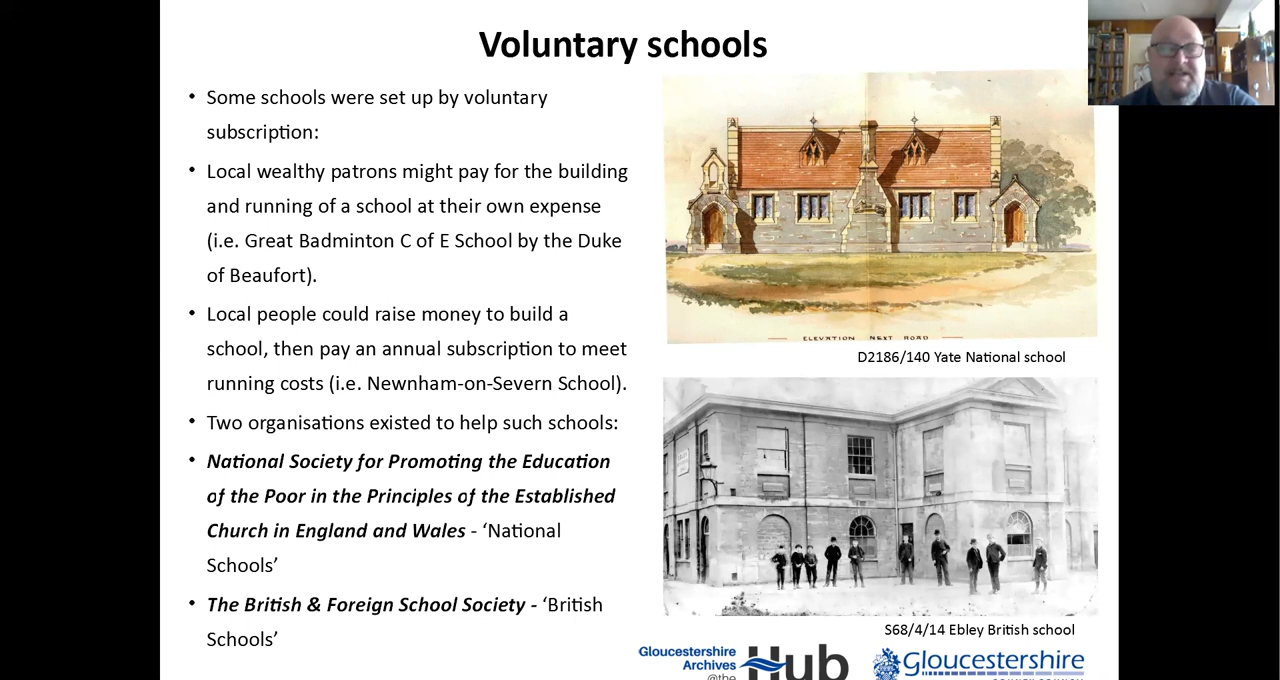 Voluntary schools
• Some schools were set up by voluntary
subscription:
• Local wealthy patrons might pay for the building
and running of a school at their own expense
(i.e. Great Badminton C of E School by the Duke
of Beaufort).
• Local people could raise money to build a
school, then pay an annual subscription to meet
running costs (i.e. Newnham-on-Severn School).
• Two organisations existed to help such schools:
• National Society for Promoting the Education
of the Poor in the Principles of the Established
Church in England and Wales - ‘National
Schools’
• The British & Foreign School Society - ‘British
Schools’
ELEVATION NEXT ROAD
D2186/140 Yate National school
S68/4/14 Ebley British school
Gloucestershire
Archives
@the
Hub
Gloucestershire